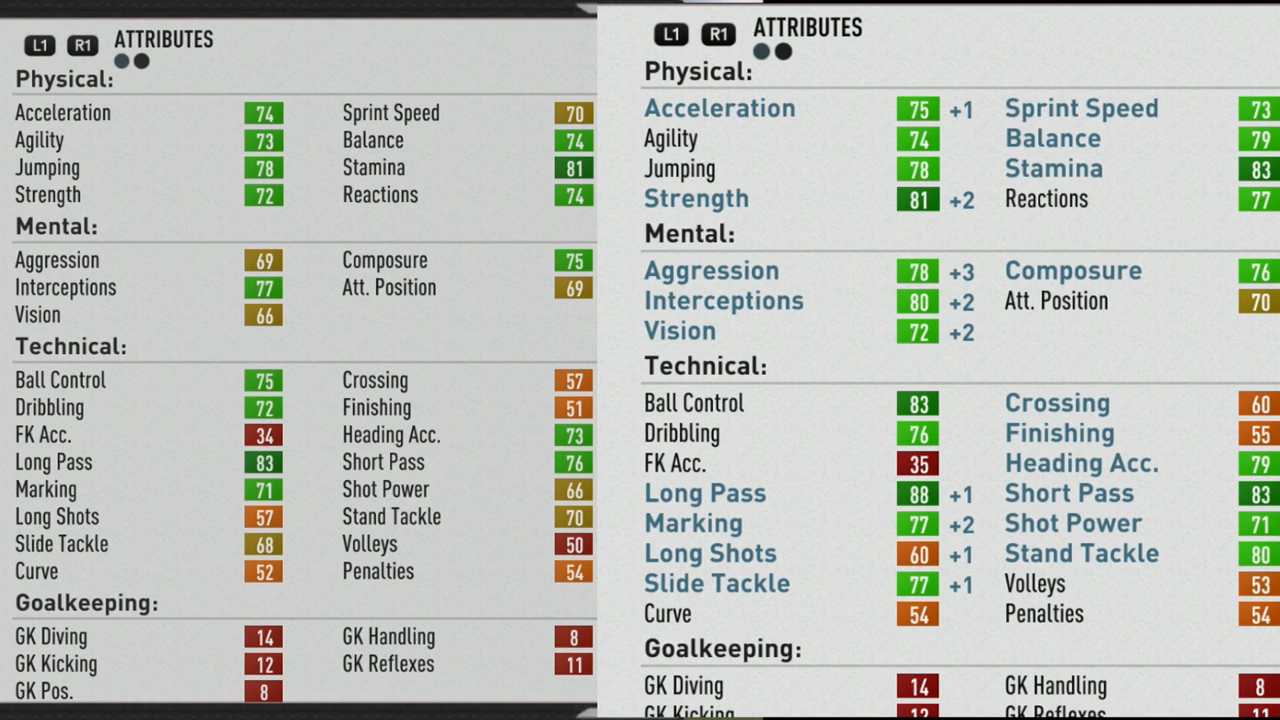 L1 R1 ATTRIBUTES
Physical:
Acceleration 74 Sprint Speed 70
Agility 73 Balance 74
Jumping 78 Stamina 81
Strength 72 Reactions 74
Mental:
Aggression 69 Composure 75
Interceptions 77 Att. Position 69
Vision 66
Technical:
Ball Control 75 Crossing 57
Dribbling 72 Finishing 51
FK Acc. 34 Heading Acc. 73
Long Pass 83 Short Pass 76
Marking 71 Shot Power 66
Long Shots 57 Stand Tackle 70
Slide Tackle 68 Volleys 50
Curve 52 Penalties 54
Goalkeeping:
GK Diving 14 GK Handling 8
GK Kicking 12 GK Reflexes 11
GK Pos. 8
L1 R1 ATTRIBUTES
Physical:
Acceleration 75 +1 Sprint Speed 73
Agility 74 Balance 79
Jumping 78 Stamina 83
Strength 81 +2 Reactions 77
Mental:
Aggression 78 +3 Composure 76
Interceptions 80 +2 Att. Position 70
Vision 72 +2
Technical:
Ball Control 83 Crossing 60
Dribbling 76 Finishing 55
FK Acc. 35 Heading Acc. 79
Long Pass 88 +1 Short Pass 83
Marking 77 +2 Shot Power 71
Long Shots 60 +1 Stand Tackle 80
Slide Tackle 77 +1 Volleys 53
Curve 54 Penalties 54
Goalkeeping:
GK Diving 14 GK Handling 8
GK Kicking 12 GK Reflexes 11